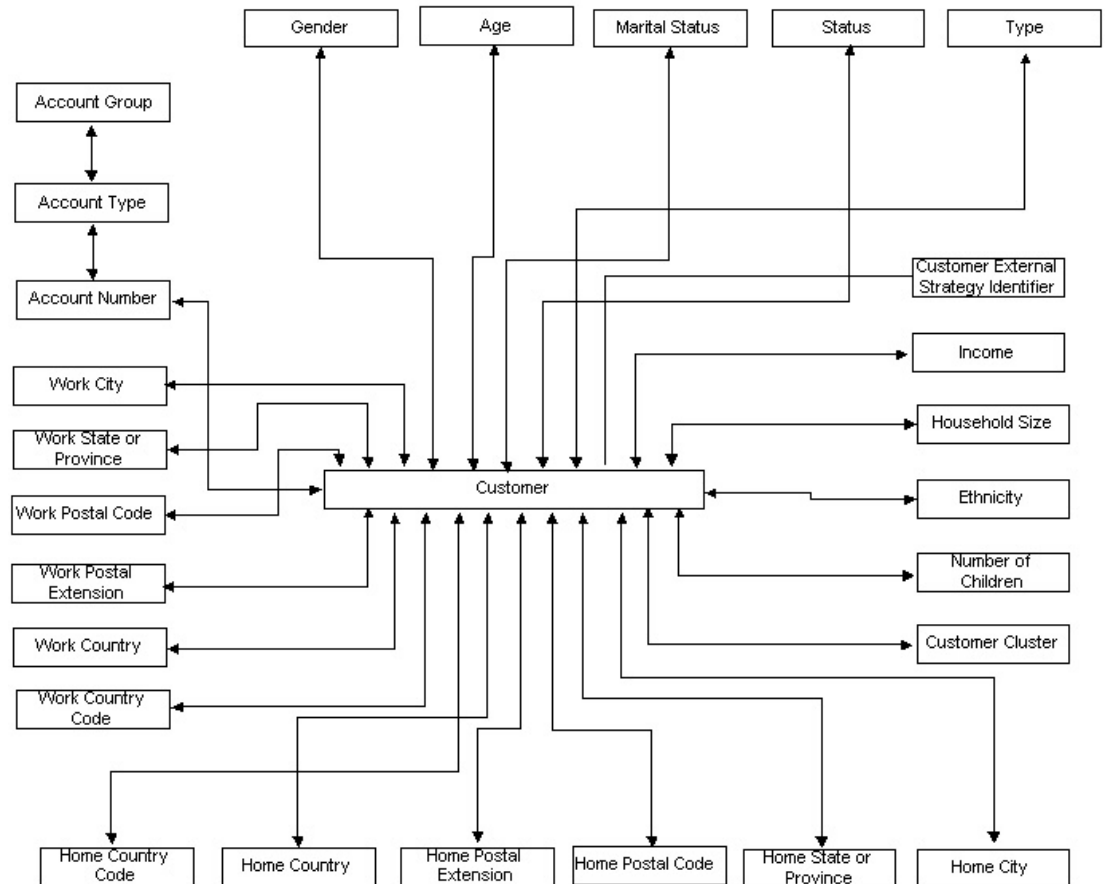 Gender
Age
Marital Status
Status
Type
Account Group
Account Type
Account Number
Customer External
Strategy Identifier
Income
Work City
Household Size
Work State or
Province
Customer
Ethnicity
Work Postal Code
Work Postal
Extension
Number of
Children
Work Country
Customer Cluster
Work Country
Code
Home Country
Code
Home Country
Home Postal
Extension
Home Postal Code
Home State or
Province
Home City